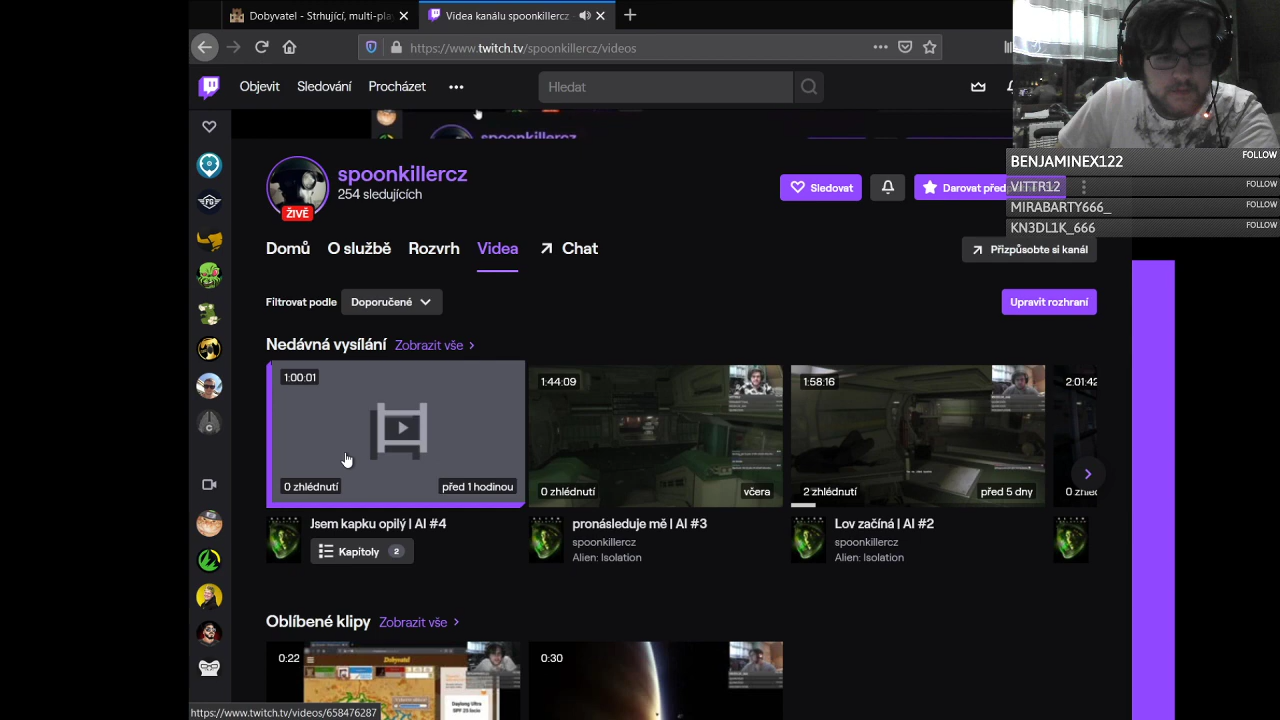 Dobyvatel - Strhující, multi-pla
Videa kanálu spoonkillercz
https://www.twitch.tv/spoonkillercz/videos
Objevit
Sledování
Procházet
Hledat
spoonkillercz
spoonkillercz
254 sledujících
ŽIVĚ
Sledovat
Darovat před
BENJAMINEX122
FOLLOW
VITTR12
FOLLOW
MIRABARTY666_
FOLLOW
KN3DL1K_666
FOLLOW
Domů
O službě
Rozvrh
Videa
Chat
Přizpůsobte si kanál
Filtrovat podle
Doporučené
Upravit rozhraní
Nedávná vysílání
Zobrazit vše
1:00:01
0 zhlédnutí
před 1 hodinou
Jsem kapku opilý | AI #4
Kapitoly
2
1:44:09
0 zhlédnutí
včera
pronásleduje mě | AI #3
spoonkillercz
Alien: Isolation
1:58:16
2 zhlédnutí
před 5 dny
Lov začíná | AI #2
spoonkillercz
Alien: Isolation
2:01:42
0 zhlé
Oblíbené klipy
Zobrazit vše
0:22
Dobyvatel
0:30
https://www.twitch.tv/videos/658476287